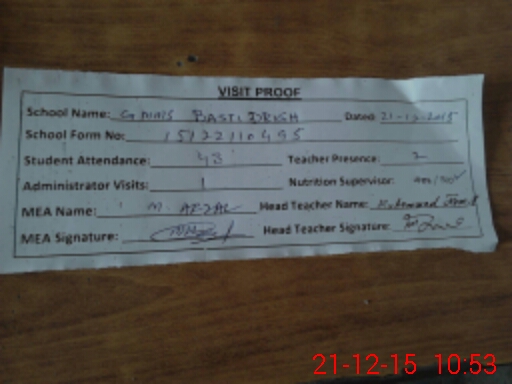 VISIT PROOF
School Name: BASTI DRIGH Dated: 21-12-2015
School Form No: 15122110495
Student Attendance: 43 Teacher Presence: 2
Administrator Visits: 1 Nutrition Supervisor: Yes/No
MEA Name: M. AFZAL Head Teacher Name:
MEA Signature: Head Teacher Signature:
21-12-15 10:53